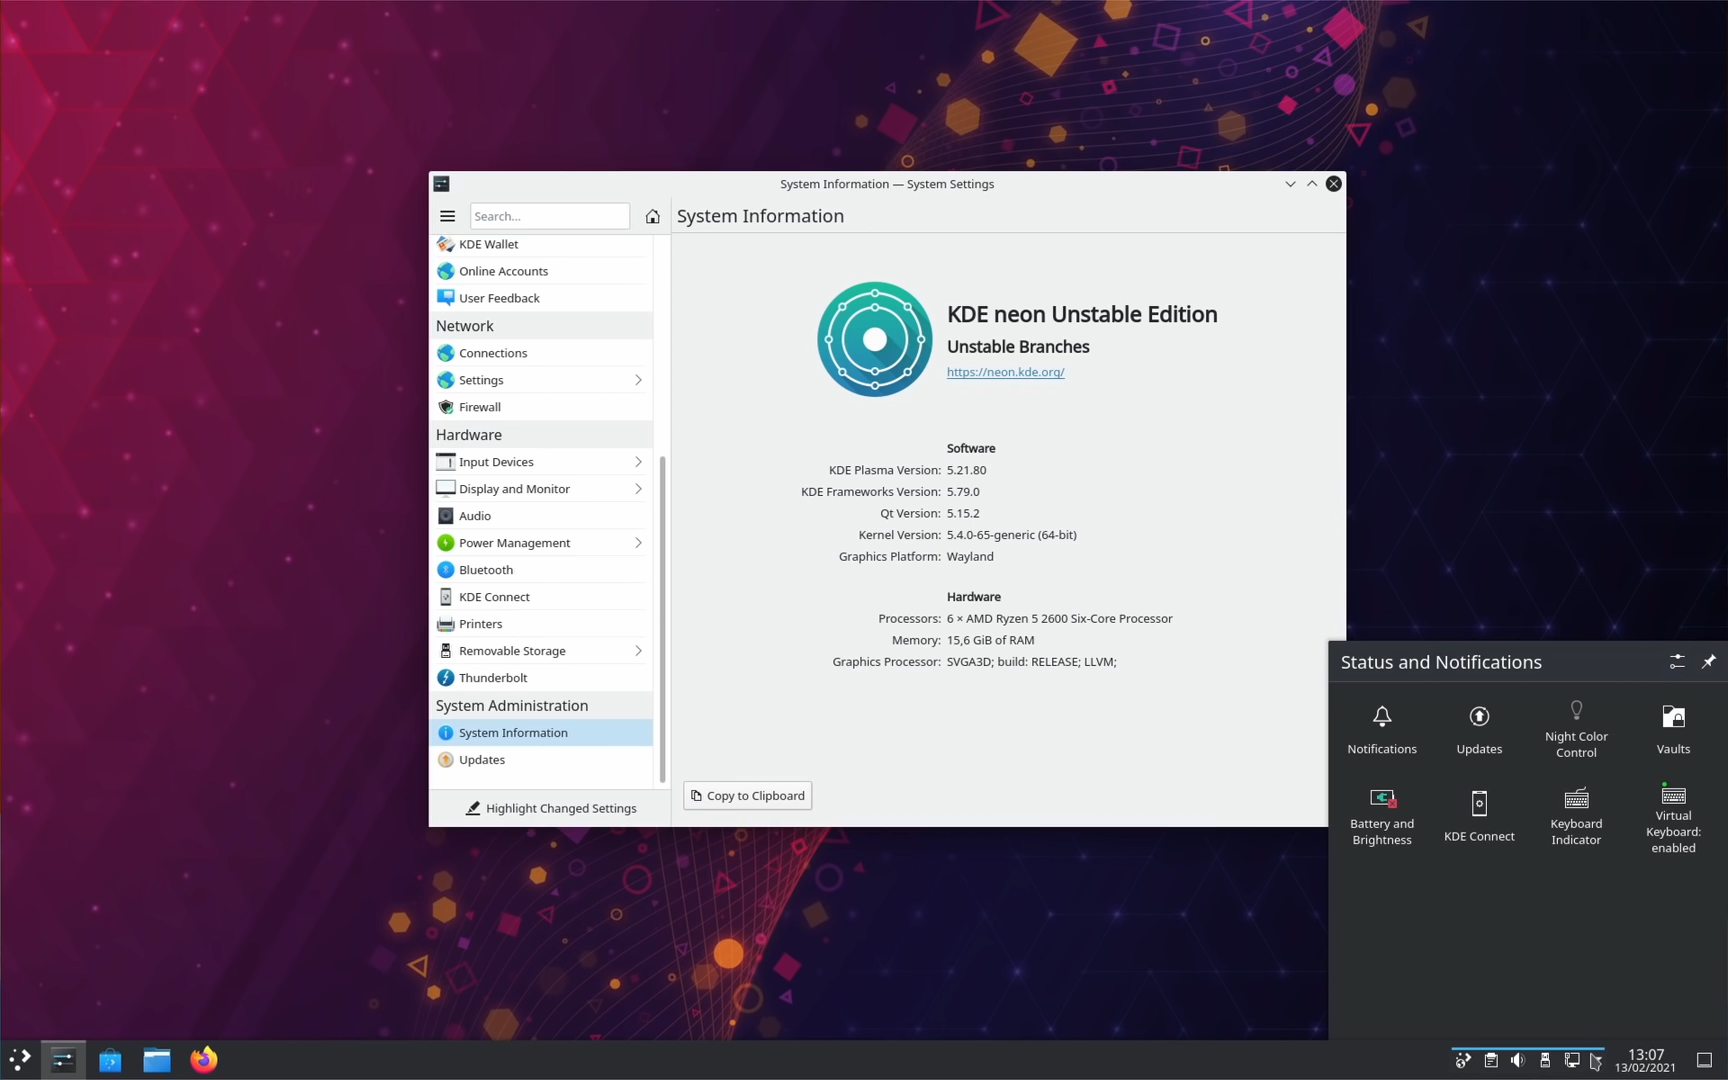 System Information — System Settings
Search...
System Information
KDE Wallet
Online Accounts
User Feedback
Network
Connections
Settings
Firewall
Hardware
Input Devices
Display and Monitor
Audio
Power Management
Bluetooth
KDE Connect
Printers
Removable Storage
Thunderbolt
System Administration
System Information
Updates
Highlight Changed Settings
KDE neon Unstable Edition
Unstable Branches
https://neon.kde.org/
Software
KDE Plasma Version: 5.21.80
KDE Frameworks Version: 5.79.0
Qt Version: 5.15.2
Kernel Version: 5.4.0-65-generic (64-bit)
Graphics Platform: Wayland
Hardware
Processors: 6 × AMD Ryzen 5 2600 Six-Core Processor
Memory: 15,6 GiB of RAM
Graphics Processor: SVGA3D; build: RELEASE; LLVM;
Copy to Clipboard
Status and Notifications
Notifications
Updates
Night Color
Control
Vaults
Battery and
Brightness
KDE Connect
Keyboard
Indicator
Virtual
Keyboard:
enabled
13:07
13/02/2021